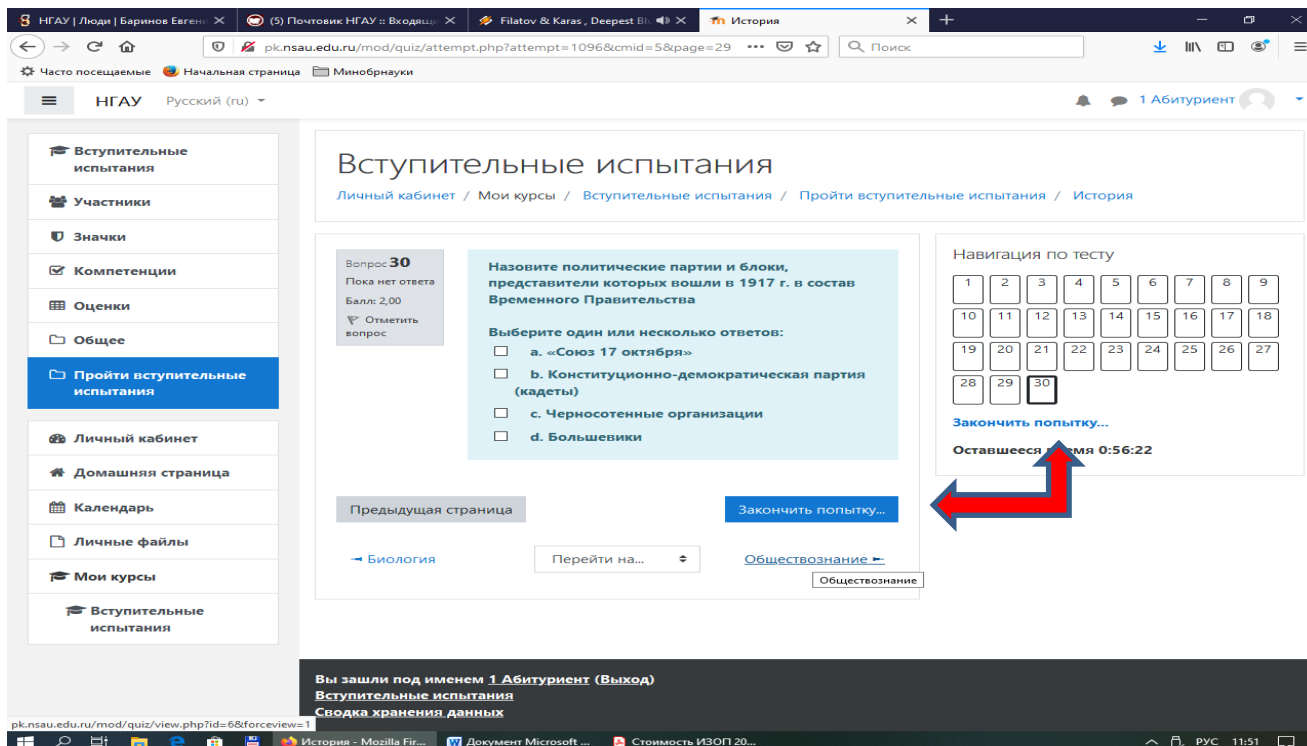 НГАУ | Люди | Баринов Евген
(5) Почтовик НГАУ :: Входящи
Filatov & Karas , Deepest Bl
История
pk.nsau.edu.ru/mod/quiz/attempt.php?attempt=1096&cmid=5&page=29
Поиск
Часто посещаемые
Начальная страница
Минобрнауки
НГАУ
Русский (ru)
1 Абитуриент
Вступительные
испытания
Участники
Значки
Компетенции
Оценки
Общее
Пройти вступительные
испытания
Личный кабинет
Домашняя страница
Календарь
Личные файлы
Мои курсы
Вступительные
испытания
Вступительные испытания
Личный кабинет / Мои курсы / Вступительные испытания / Пройти вступительные испытания / История
Вопрос 30
Пока нет ответа
Балл: 2,00
Отметить
вопрос
Назовите политические партии и блоки,
представители которых вошли в 1917 г. в состав
Временного Правительства
Выберите один или несколько ответов:
a. «Союз 17 октября»
b. Конституционно-демократическая партия
(кадеты)
c. Черносотенные организации
d. Большевики
Предыдущая страница
Закончить попытку...
Биология
Перейти на...
Обществознание
Обществознание
Навигация по тесту
1 2 3 4 5 6 7 8 9
10 11 12 13 14 15 16 17 18
19 20 21 22 23 24 25 26 27
28 29 30
Закончить попытку...
Оставшееся мя 0:56:22
Вы зашли под именем 1 Абитуриент (Выход)
Вступительные испытания
Сводка хранения данных
pk.nsau.edu.ru/mod/quiz/view.php?id=6&forceview=1
История - Mozilla Fir...
Документ Microsoft ...
Стоимость ИЗОП 20...
РУС
11:51